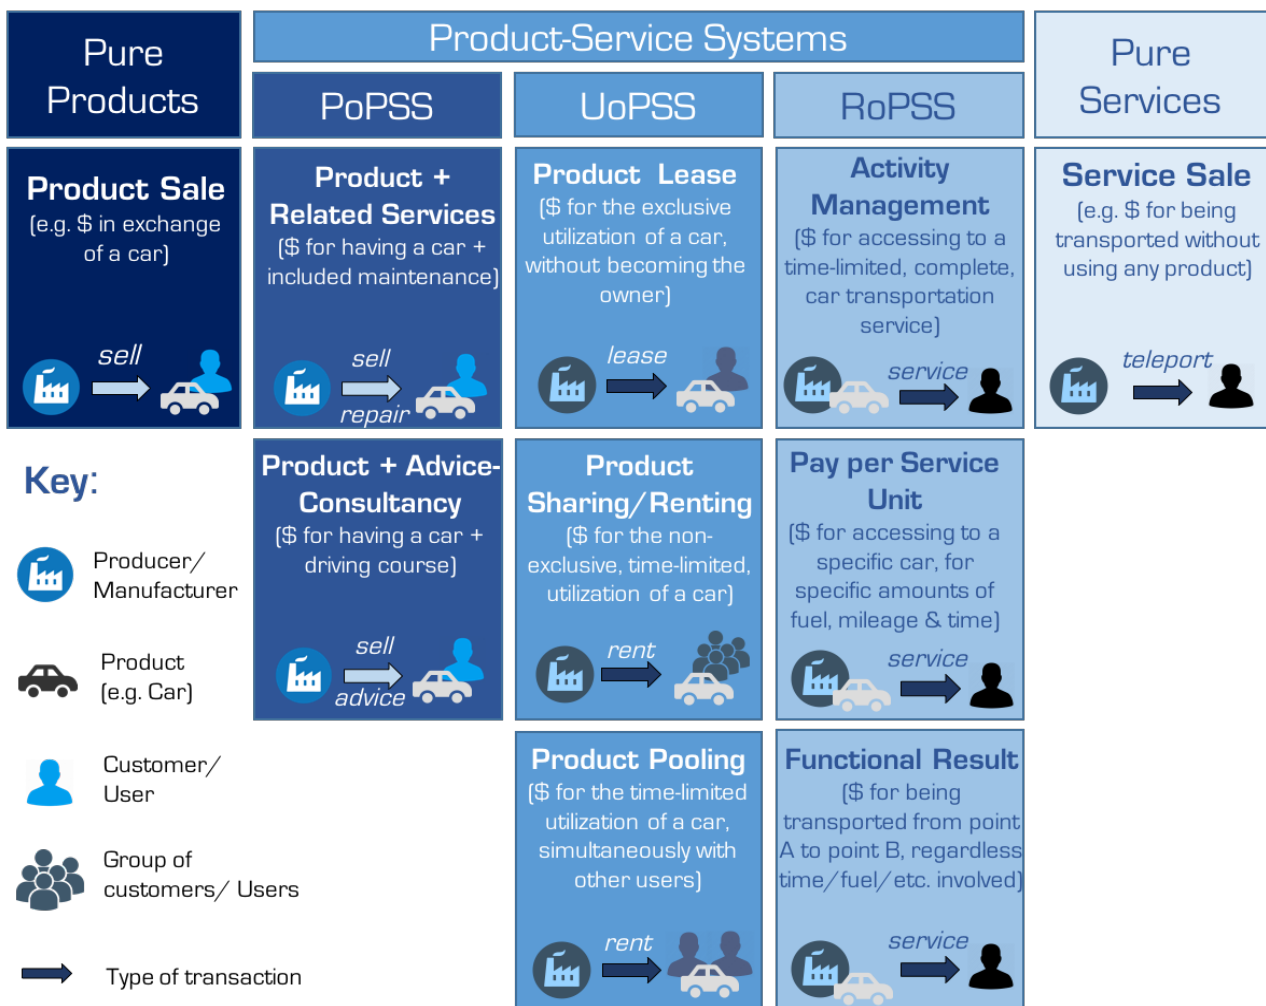 Pure
Products
Product-Service Systems
Pure
Services
PoPSS
UoPSS
RoPSS
Product Sale
(e.g. $ in exchange
of a car)
sell
Product +
Related Services
($ for having a car +
included maintenance)
sell
repair
Product Lease
($ for the exclusive
utilization of a car,
without becoming the
owner)
lease
Activity
Management
($ for accessing to a
time-limited, complete,
car transportation
service)
service
Service Sale
(e.g. $ for being
transported without
using any product)
teleport
Product + Advice-
Consultancy
($ for having a car +
driving course)
sell
advice
Product
Sharing/Renting
($ for the non-
exclusive, time-limited,
utilization of a car)
rent
Pay per Service
Unit
($ for accessing to a
specific car, for
specific amounts of
fuel, mileage & time)
service
Product Pooling
($ for the time-limited
utilization of a car,
simultaneously with
other users)
rent
Functional Result
($ for being
transported from point
A to point B, regardless
time/fuel/etc. involved)
service
Key:
Producer/
Manufacturer
Product
(e.g. Car)
Customer/
User
Group of
customers/ Users
Type of transaction